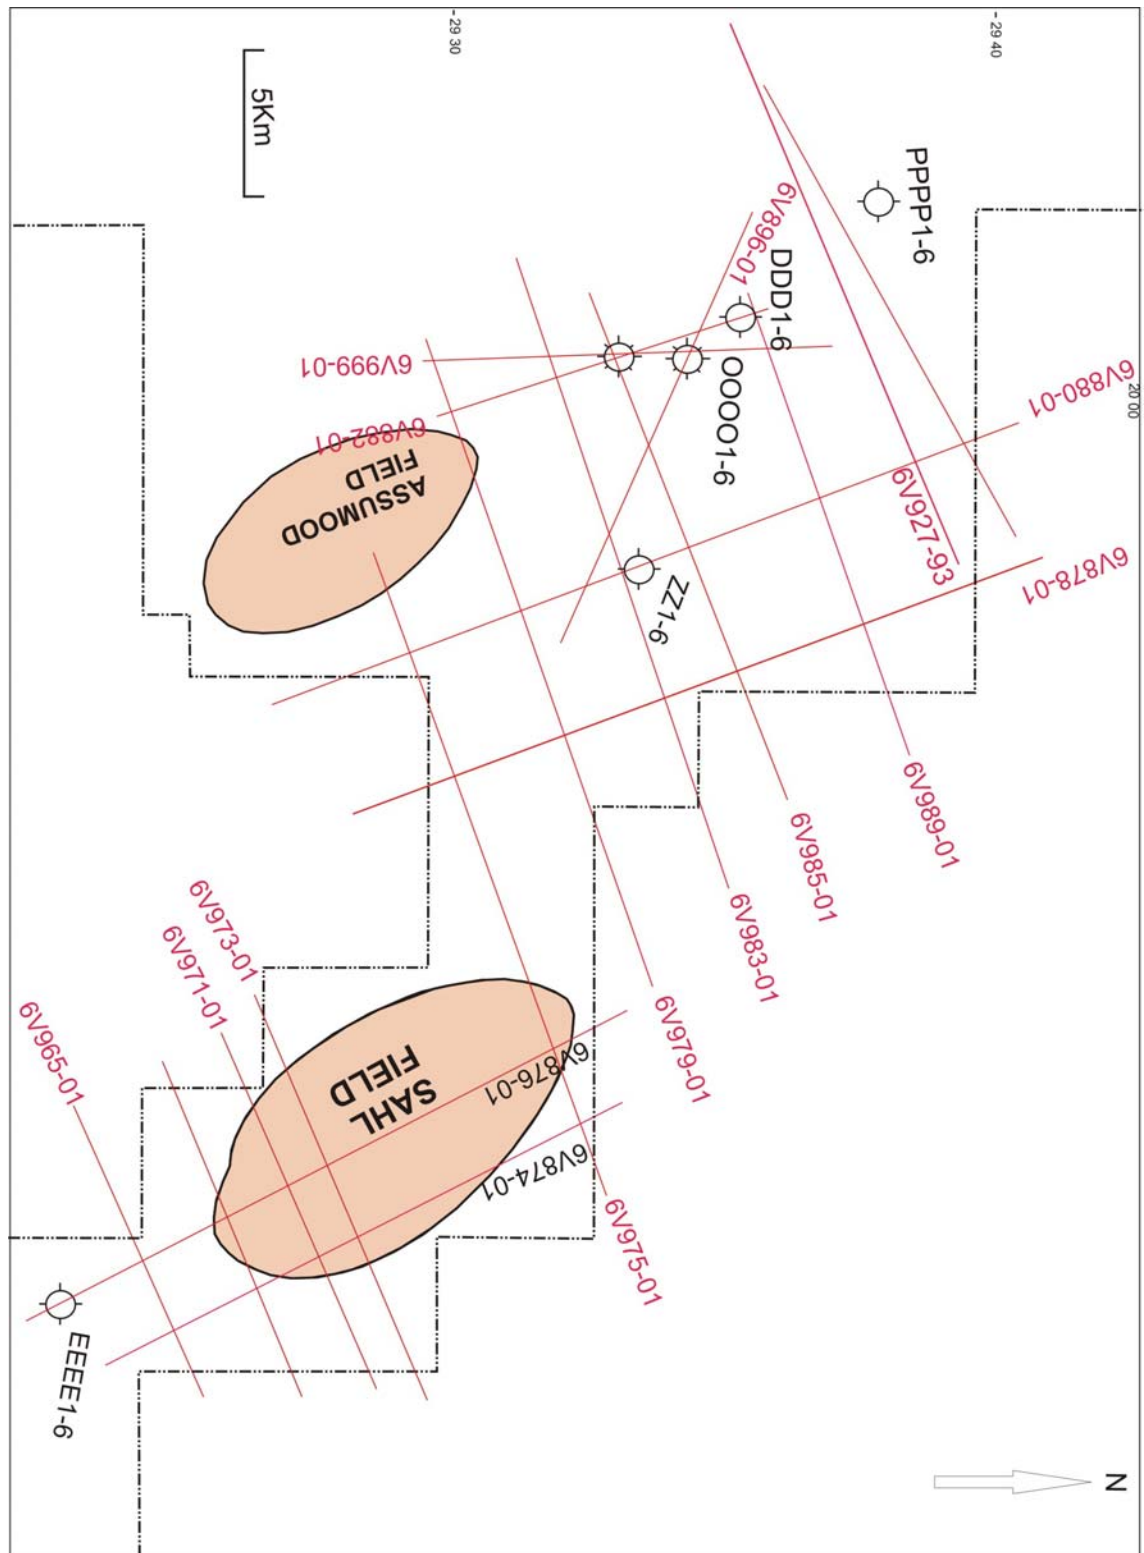 - 29 30
- 29 40
5Km
PPPP1-6
6V896-01
DDD1-6
OOOO1-6
6V999-01
6V882-01
6V880-01
20 00
6V927-93
6V878-01
ASSUMOOD
FIELD
ZZ1-6
6V989-01
6V985-01
6V983-01
6V979-01
6V973-01
6V971-01
6V965-01
SAHL
FIELD
6V876-01
6V874-01
6V975-01
EEEE1-6
N